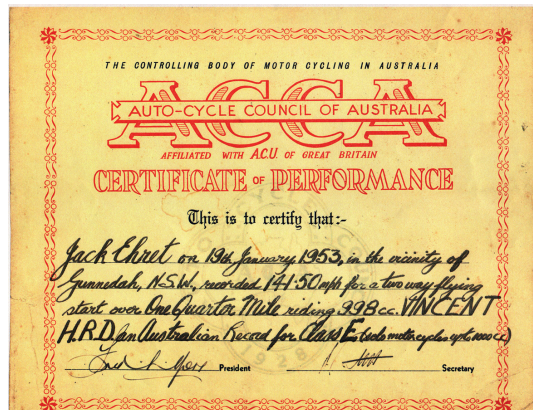 THE CONTROLLING BODY OF MOTOR CYCLING IN AUSTRALIA
ACCA
AUTO-CYCLE COUNCIL OF AUSTRALIA
AFFILIATED WITH A.C.U. OF GREAT BRITAIN
CERTIFICATE OF PERFORMANCE
This is to certify that:-
Jack Ehret on 19th January 1953, in the vicinity of
Gunnedah, N.S.W., recorded 141·50 mph for a two way flying
start over One Quarter Mile riding 998 cc. VINCENT
H.R.D. (an Australian Record for Class E solo motor cycles up to 1000 cc)
President
Secretary
1928